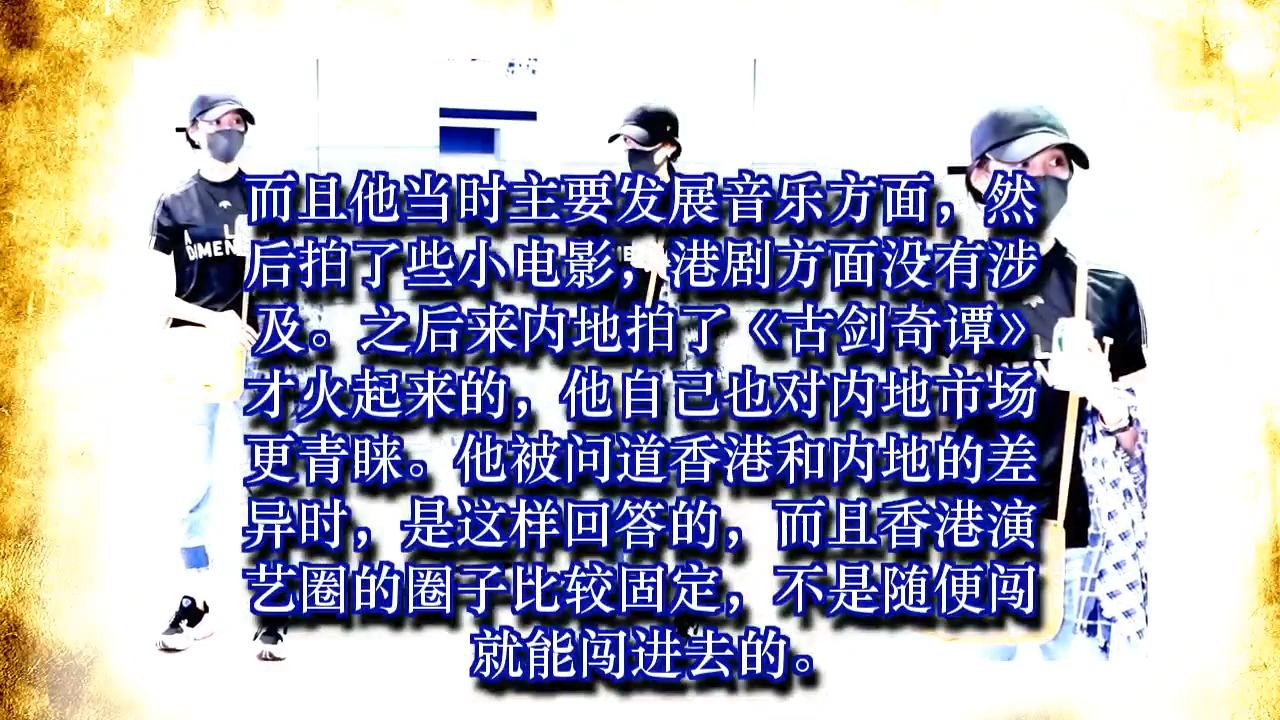 而且他当时主要发展音乐方面，然
后拍了些小电影，港剧方面没有涉
及。之后来内地拍了《古剑奇谭》
才火起来的，他自己也对内地市场
更青睐。他被问道香港和内地的差
异时，是这样回答的，而且香港演
艺圈的圈子比较固定，不是随便闯
就能闯进去的。